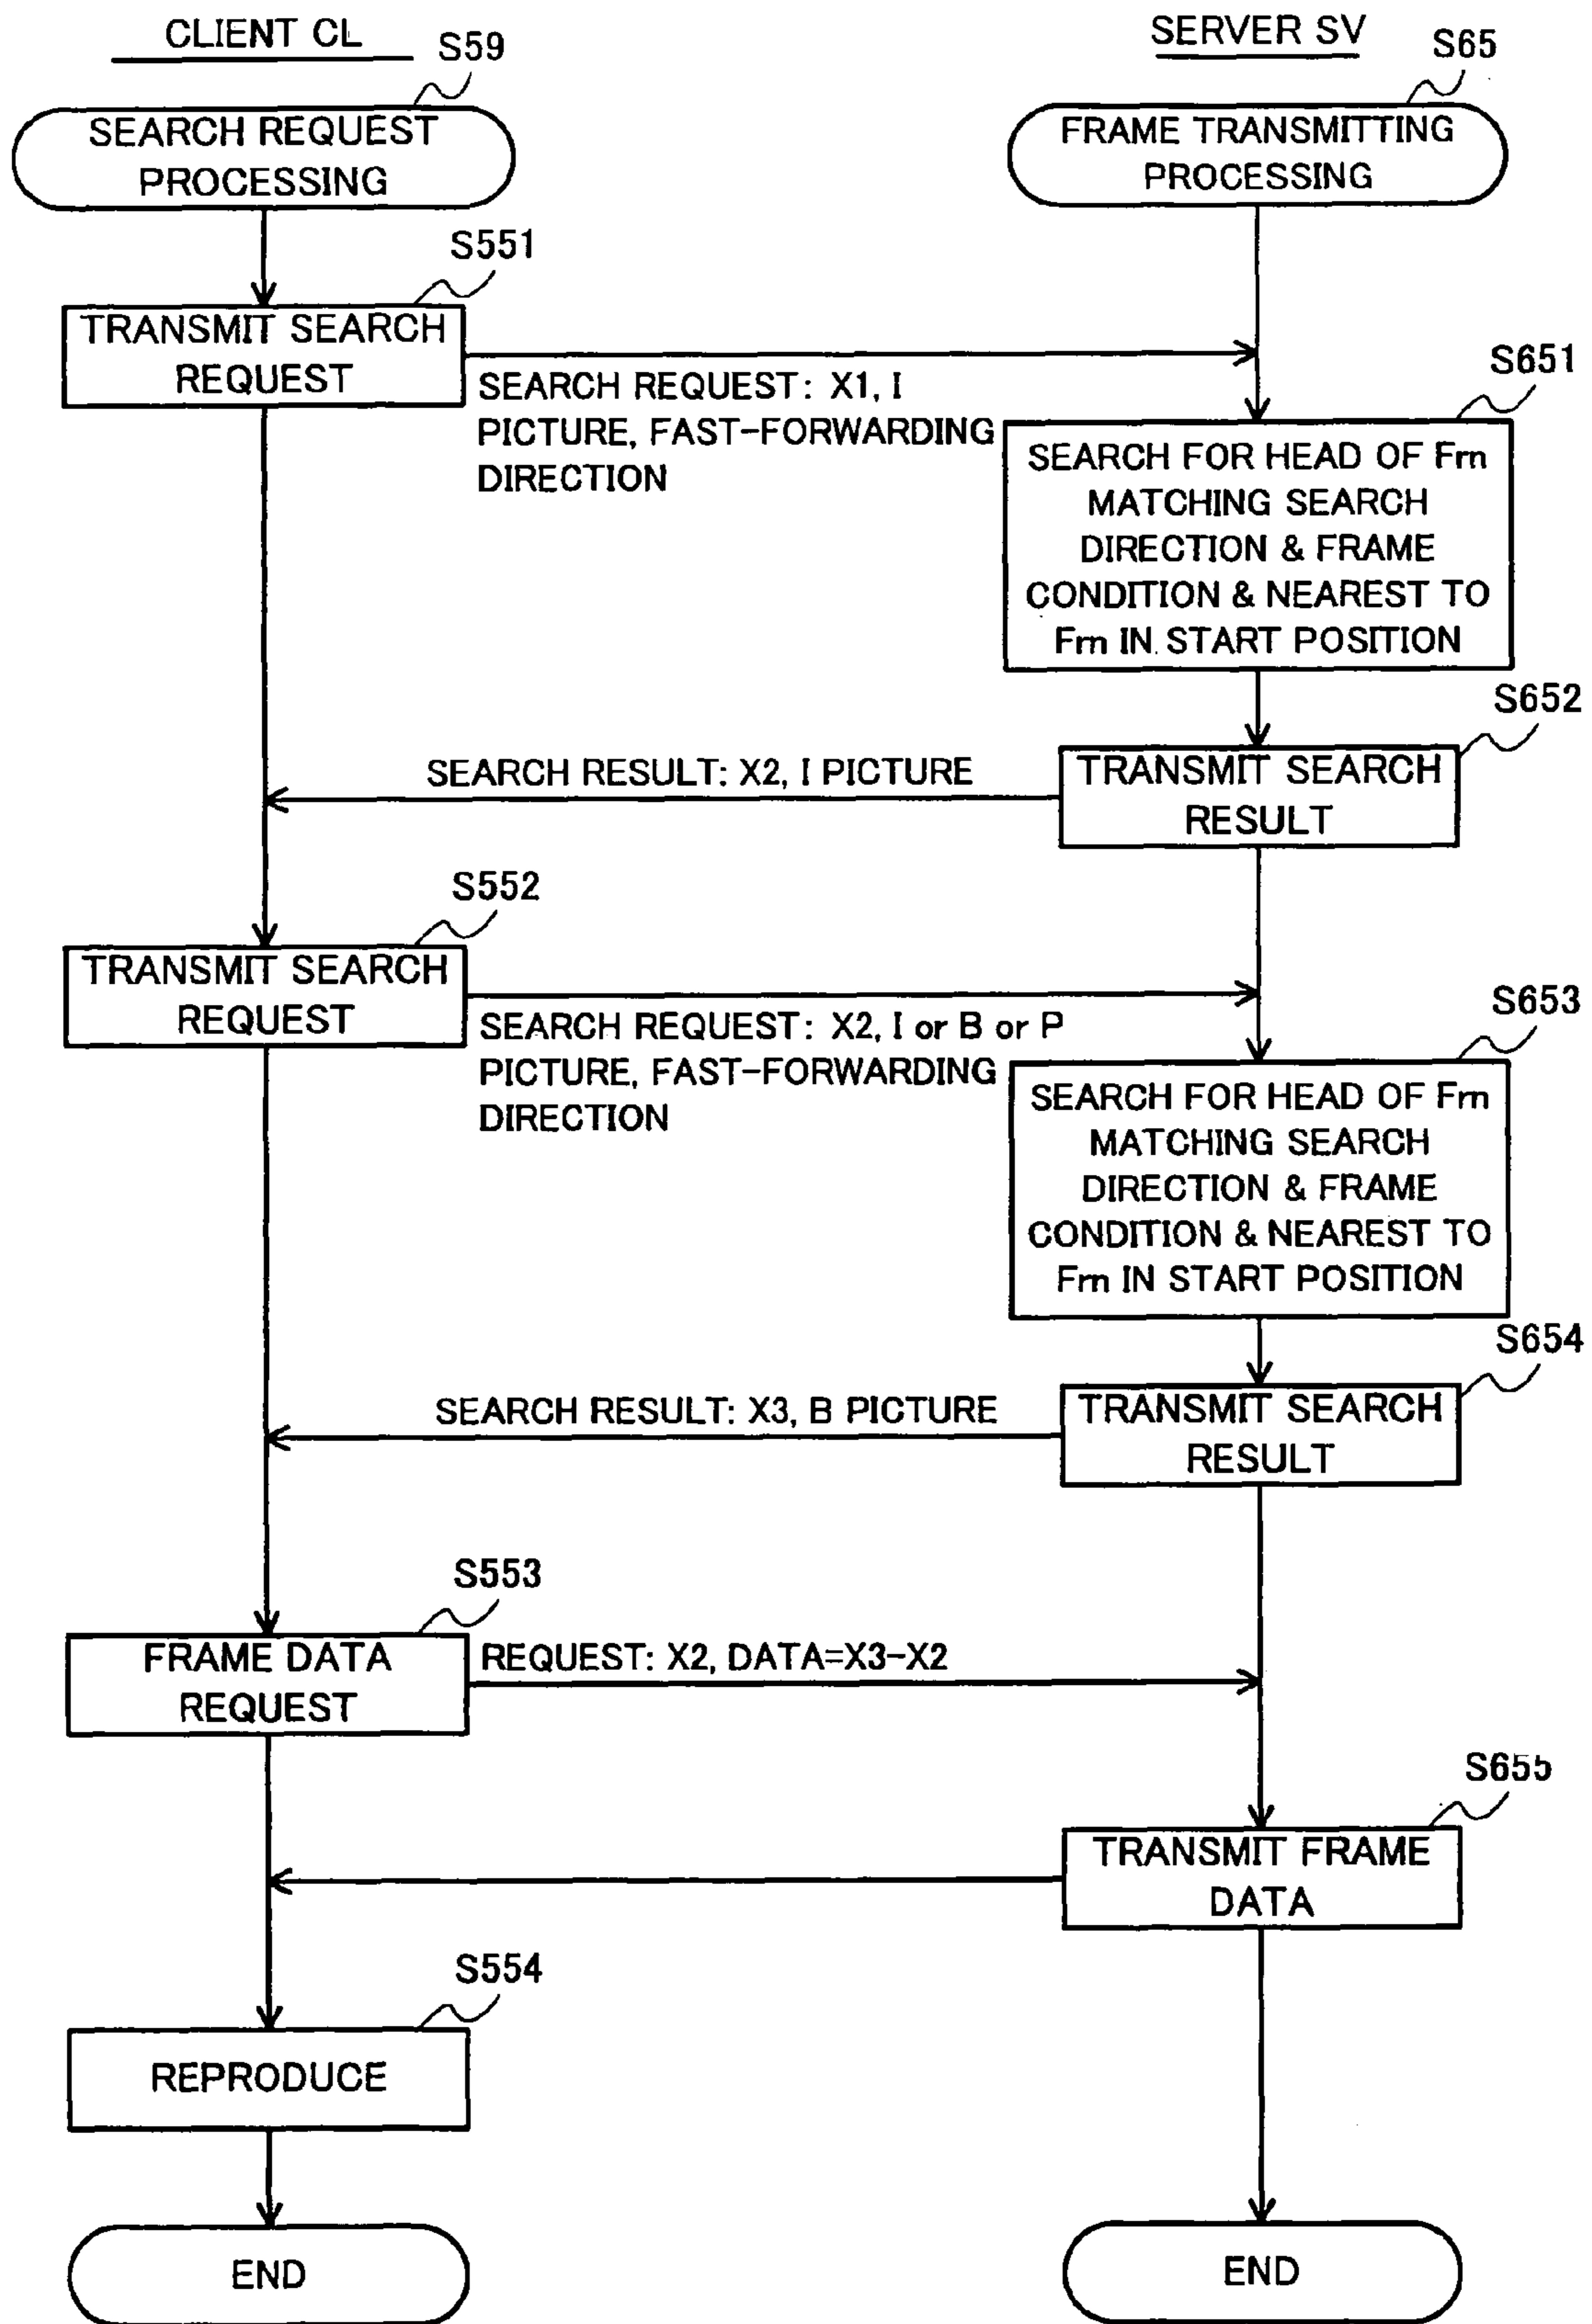 CLIENT CL
S59
SEARCH REQUEST
PROCESSING
SERVER SV
S65
FRAME TRANSMITTING
PROCESSING
S551
TRANSMIT SEARCH
REQUEST
SEARCH REQUEST: X1, I
PICTURE, FAST-FORWARDING
DIRECTION
S651
SEARCH FOR HEAD OF Fm
MATCHING SEARCH
DIRECTION & FRAME
CONDITION & NEAREST TO
Fm IN START POSITION
S652
TRANSMIT SEARCH
RESULT
SEARCH RESULT: X2, I PICTURE
S552
TRANSMIT SEARCH
REQUEST
SEARCH REQUEST: X2, I or B or P
PICTURE, FAST-FORWARDING
DIRECTION
S653
SEARCH FOR HEAD OF Fm
MATCHING SEARCH
DIRECTION & FRAME
CONDITION & NEAREST TO
Fm IN START POSITION
S654
TRANSMIT SEARCH
RESULT
SEARCH RESULT: X3, B PICTURE
S553
FRAME DATA
REQUEST
REQUEST: X2, DATA=X3-X2
S655
TRANSMIT FRAME
DATA
S554
REPRODUCE
END
END